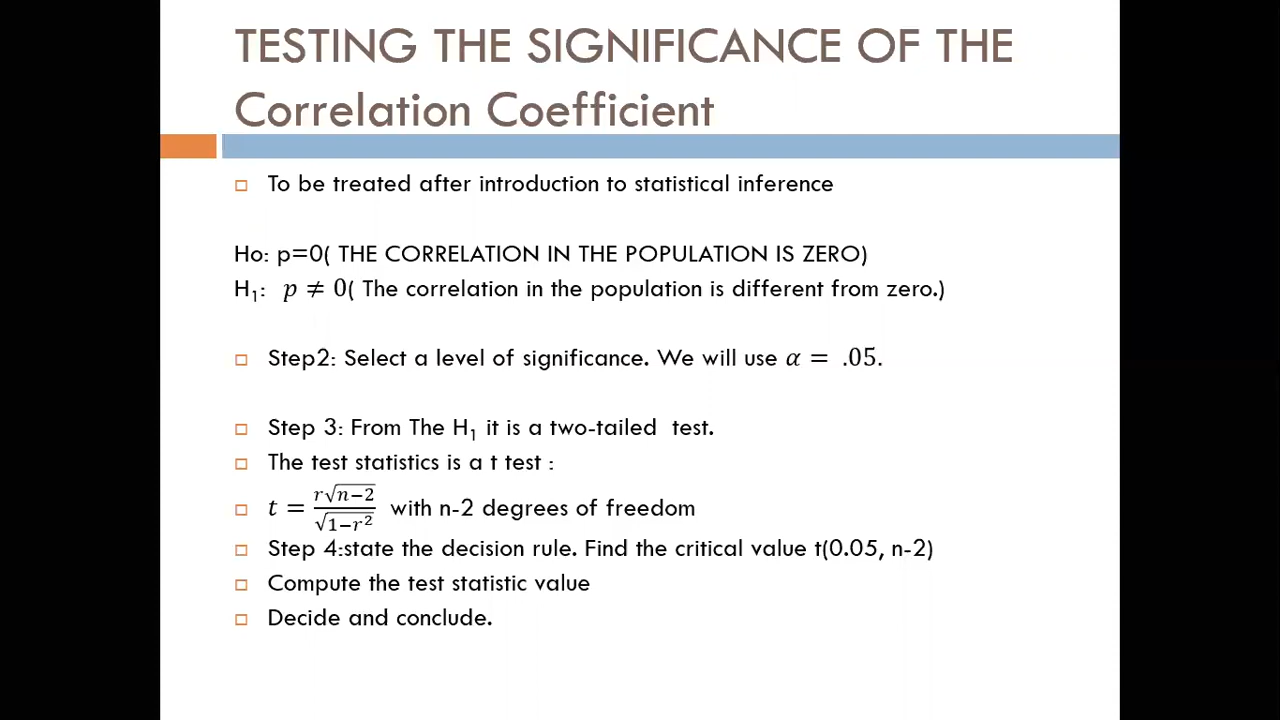 TESTING THE SIGNIFICANCE OF THE
Correlation Coefficient
To be treated after introduction to statistical inference
Ho: p=0( THE CORRELATION IN THE POPULATION IS ZERO)
H₁: 𝑝 ≠ 0( The correlation in the population is different from zero.)
Step2: Select a level of significance. We will use α = .05.
Step 3: From The H₁ it is a two-tailed test.
The test statistics is a t test :
t = r√n−2 / √1−r² with n-2 degrees of freedom
Step 4:state the decision rule. Find the critical value t(0.05, n-2)
Compute the test statistic value
Decide and conclude.